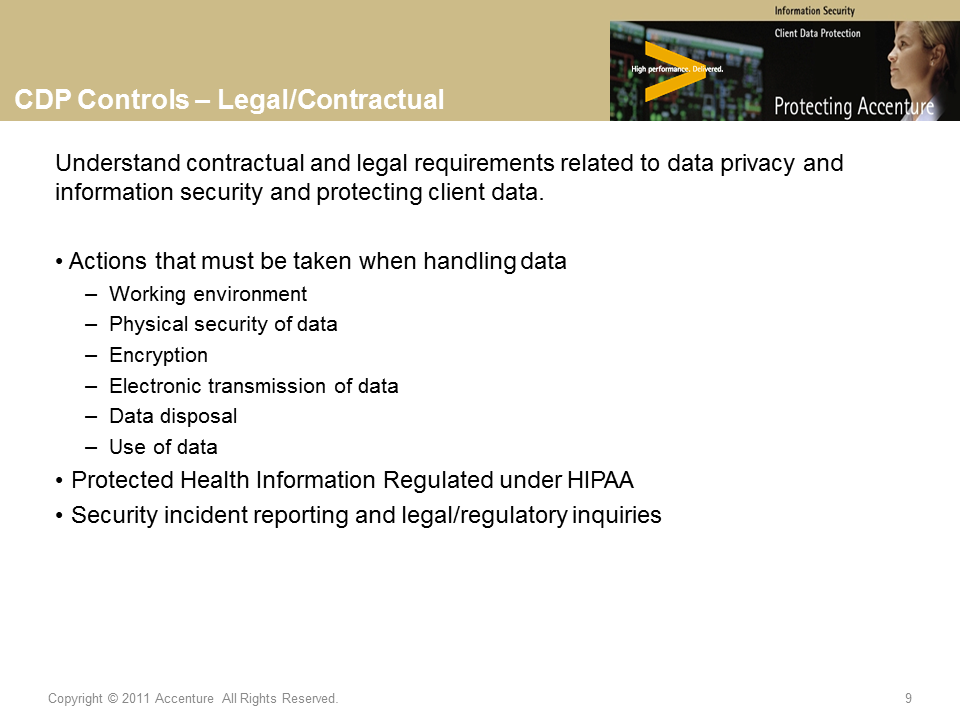 Information Security
Client Data Protection
High performance. Delivered.
Protecting Accenture
CDP Controls – Legal/Contractual
Understand contractual and legal requirements related to data privacy and
information security and protecting client data.
• Actions that must be taken when handling data
– Working environment
– Physical security of data
– Encryption
– Electronic transmission of data
– Data disposal
– Use of data
• Protected Health Information Regulated under HIPAA
• Security incident reporting and legal/regulatory inquiries
Copyright © 2011 Accenture All Rights Reserved.
9